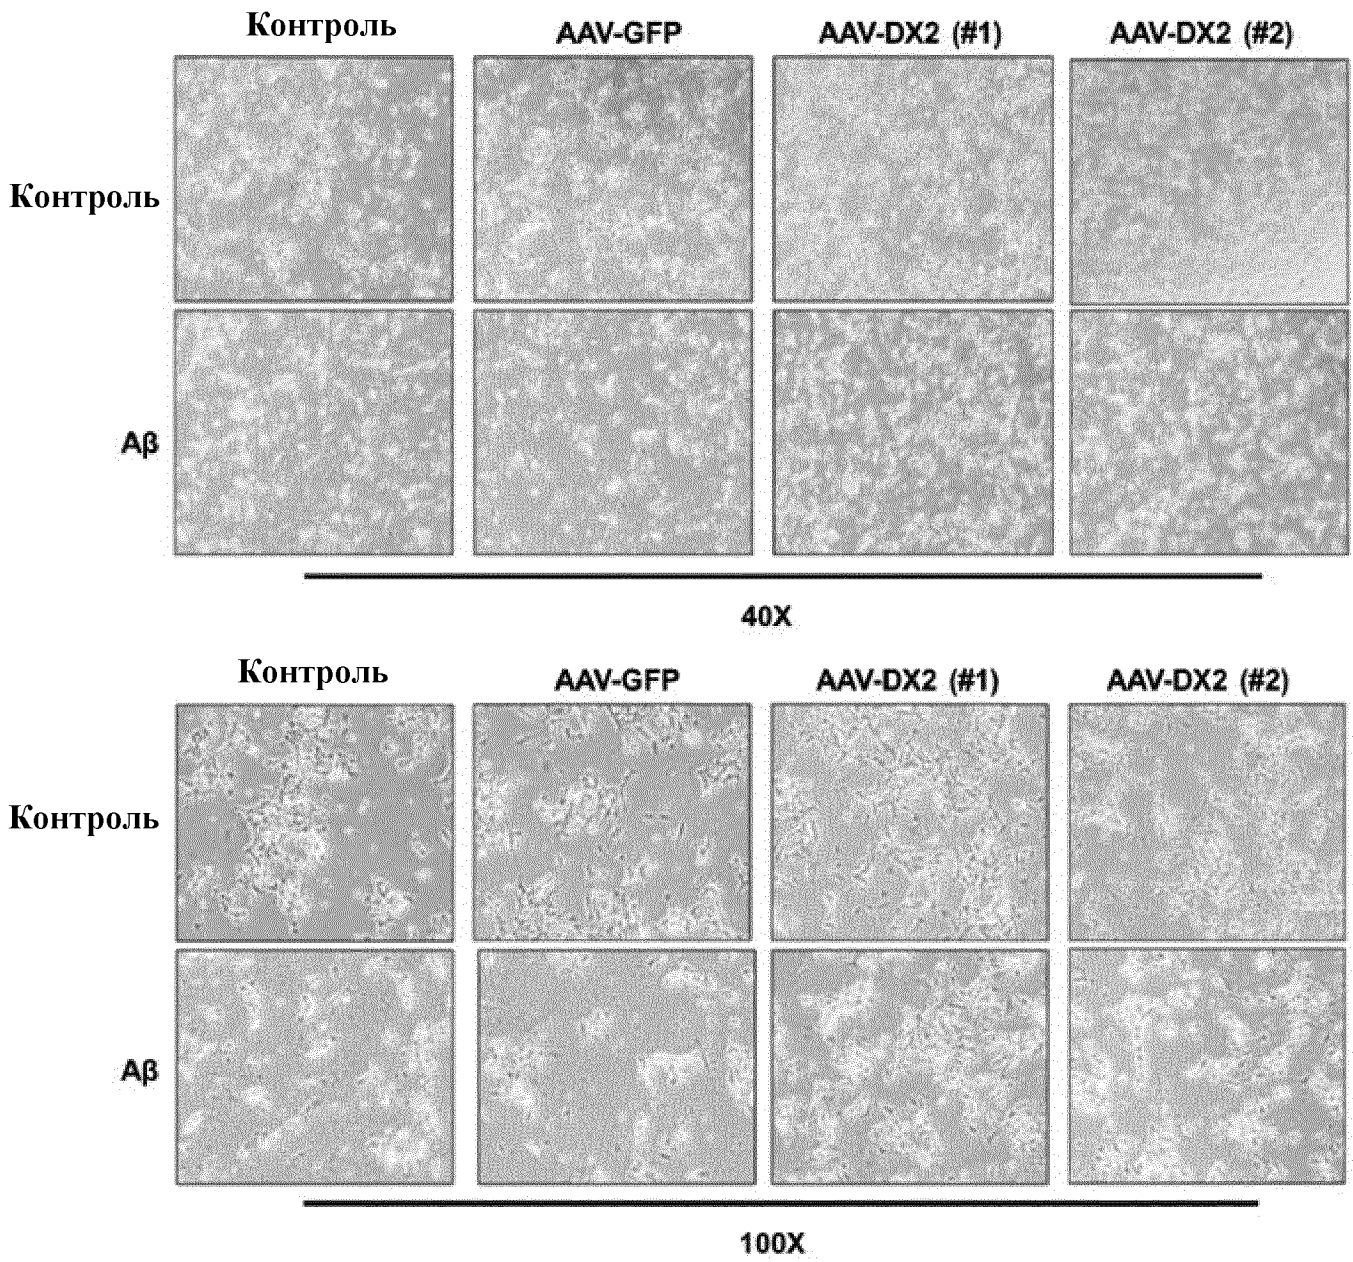 Контроль AAV-GFP AAV-DX2 (#1) AAV-DX2 (#2)
Контроль
Aβ
40X
Контроль AAV-GFP AAV-DX2 (#1) AAV-DX2 (#2)
Контроль
Aβ
100X